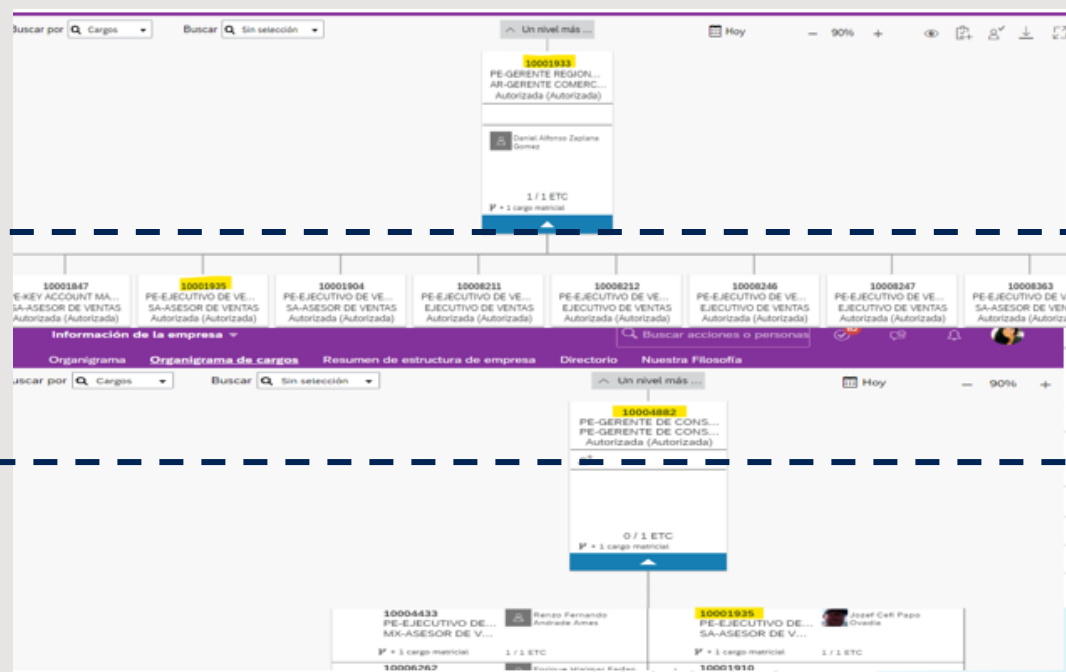 Buscar por Cargos Buscar Sin selección Un nivel más ... Hoy 90%
10001933
PE-GERENTE REGION...
AR-GERENTE COMERC...
Autorizada (Autorizada)
Daniel Alfonso Zaplana
Gomez
1 / 1 ETC
+ 1 cargo matricial
10001847 10001935 10001904 10008211 10008212 10008246 10008247 10008363
E-KEY ACCOUNT MA... PE-EJECUTIVO DE VE... PE-EJECUTIVO DE VE... PE-EJECUTIVO DE VE... PE-EJECUTIVO DE VE... PE-EJECUTIVO DE VE... PE-EJECUTIVO DE VE... PE-EJECUTIVO DE VE
SA-ASESOR DE VENTAS SA-ASESOR DE VENTAS SA-ASESOR DE VENTAS EJECUTIVO DE VENTAS EJECUTIVO DE VENTAS EJECUTIVO DE VENTAS EJECUTIVO DE VENTAS SA-ASESOR DE VEN
Autorizada (Autorizada) Autorizada (Autorizada) Autorizada (Autorizada) Autorizada (Autorizada) Autorizada (Autorizada) Autorizada (Autorizada) Autorizada (Autorizada) Autorizada (Autoriza
Información de la empresa Buscar acciones o personas
Organigrama Organigrama de cargos Resumen de estructura de empresa Directorio Nuestra Filosofía
uscar por Cargos Buscar Sin selección Un nivel más ... Hoy 90%
10004882
PE-GERENTE DE CONS...
PE-GERENTE DE CONS...
Autorizada (Autorizada)
0 / 1 ETC
+ 1 cargo matricial
10004433 Renzo Fernando 10001935 Jozef Cefi Papo
PE-EJECUTIVO DE... Andrade Ames PE-EJECUTIVO DE... Ovadia
MX-ASESOR DE V... SA-ASESOR DE V...
+ 1 cargo matricial 1 / 1 ETC + 1 cargo matricial 1 / 1 ETC
10006262 10001910